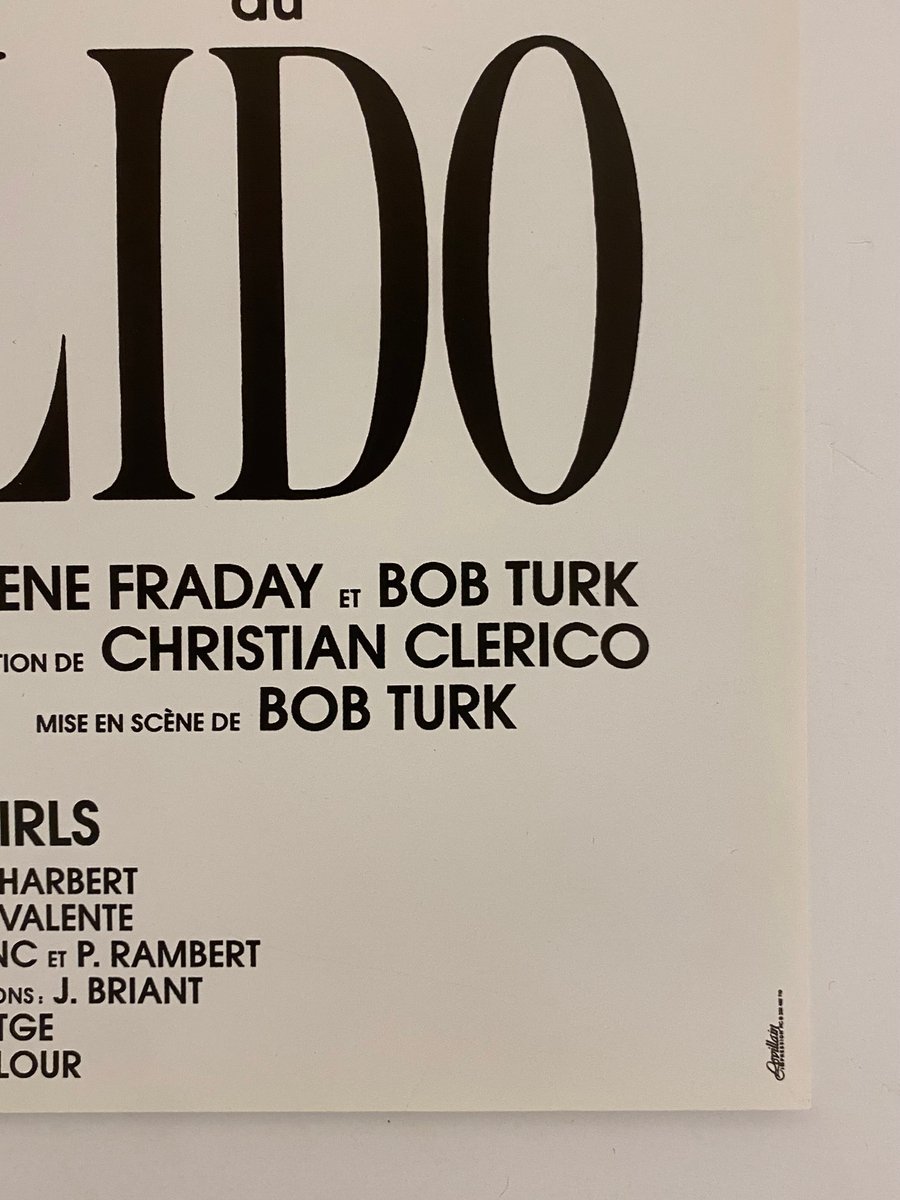 du
LIDO
ENE FRADAY ET BOB TURK
TION DE CHRISTIAN CLERICO
MISE EN SCÈNE DE BOB TURK
IRLS
HARBERT
VALENTE
NC ET P. RAMBERT
ONS : J. BRIANT
TGE
LOUR